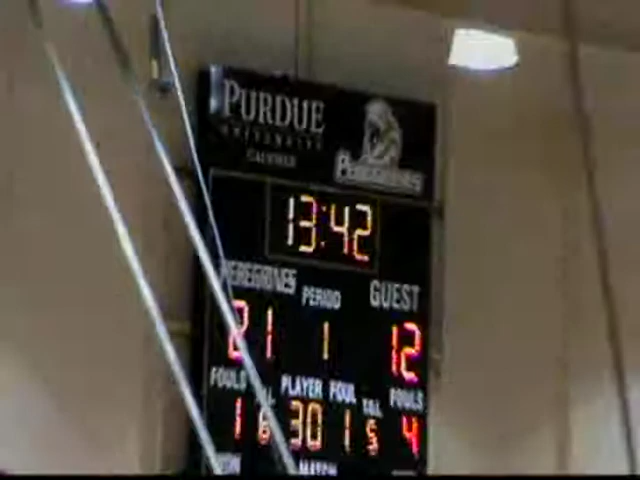 PURDUE
UNIVERSITY
CALUMET
PEREGRINES
13:42
PEREGRINES PERIOD GUEST
21 1 12
FOULS T.O.L. PLAYER FOUL T.O.L. FOULS
1 6 30 1 5 4
MATCH